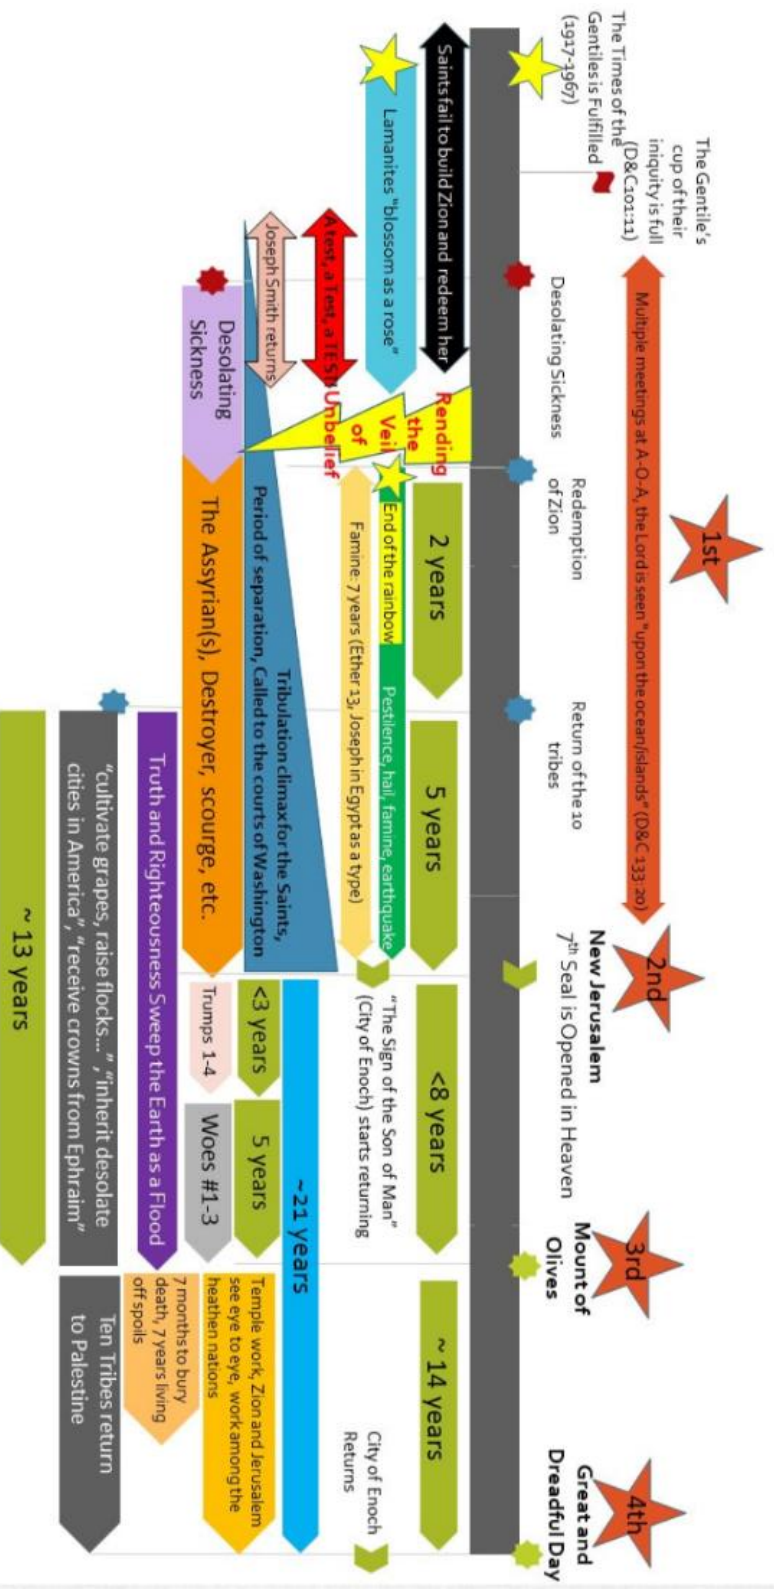 1st
2nd
3rd
4th
The Gentile's
cup of their
iniquity is full
(D&C101:11)
Multiple meetings at A-O-A, the Lord is seen "upon the ocean/islands" (D&C 133:20)
The Times of the
Gentiles is Fulfilled
(1917-1967)
Desolating Sickness
Redemption
of Zion
Return of the 10
tribes
New Jerusalem
7th Seal is Opened in Heaven
Mount of
Olives
Great and
Dreadful Day
Saints fail to build Zion and redeem her
Rending
the
Veil
of
Unbelief
2 years
5 years
<8 years
~ 14 years
Lamanites "blossom as a rose"
End of the rainbow
Pestilence, hail, famine, earthquake
"The Sign of the Son of Man"
(City of Enoch) starts returning
City of Enoch
Returns
A test, a Test, a TEST!
Famine: 7 years (Ether 13, Joseph in Egypt as a type)
Joseph Smith returns
Tribulation climax for the Saints,
Period of separation, Called to the courts of Washington
~21 years
<3 years
5 years
Temple work, Zion and Jerusalem
see eye to eye, work among the
heathen nations
Desolating
Sickness
The Assyrian(s), Destroyer, scourge, etc.
Trumps 1-4
Woes #1-3
Truth and Righteousness Sweep the Earth as a Flood
7 months to bury
death, 7 years living
off spoils
"cultivate grapes, raise flocks...", "inherit desolate
cities in America", "receive crowns from Ephraim"
Ten Tribes return
to Palestine
~ 13 years